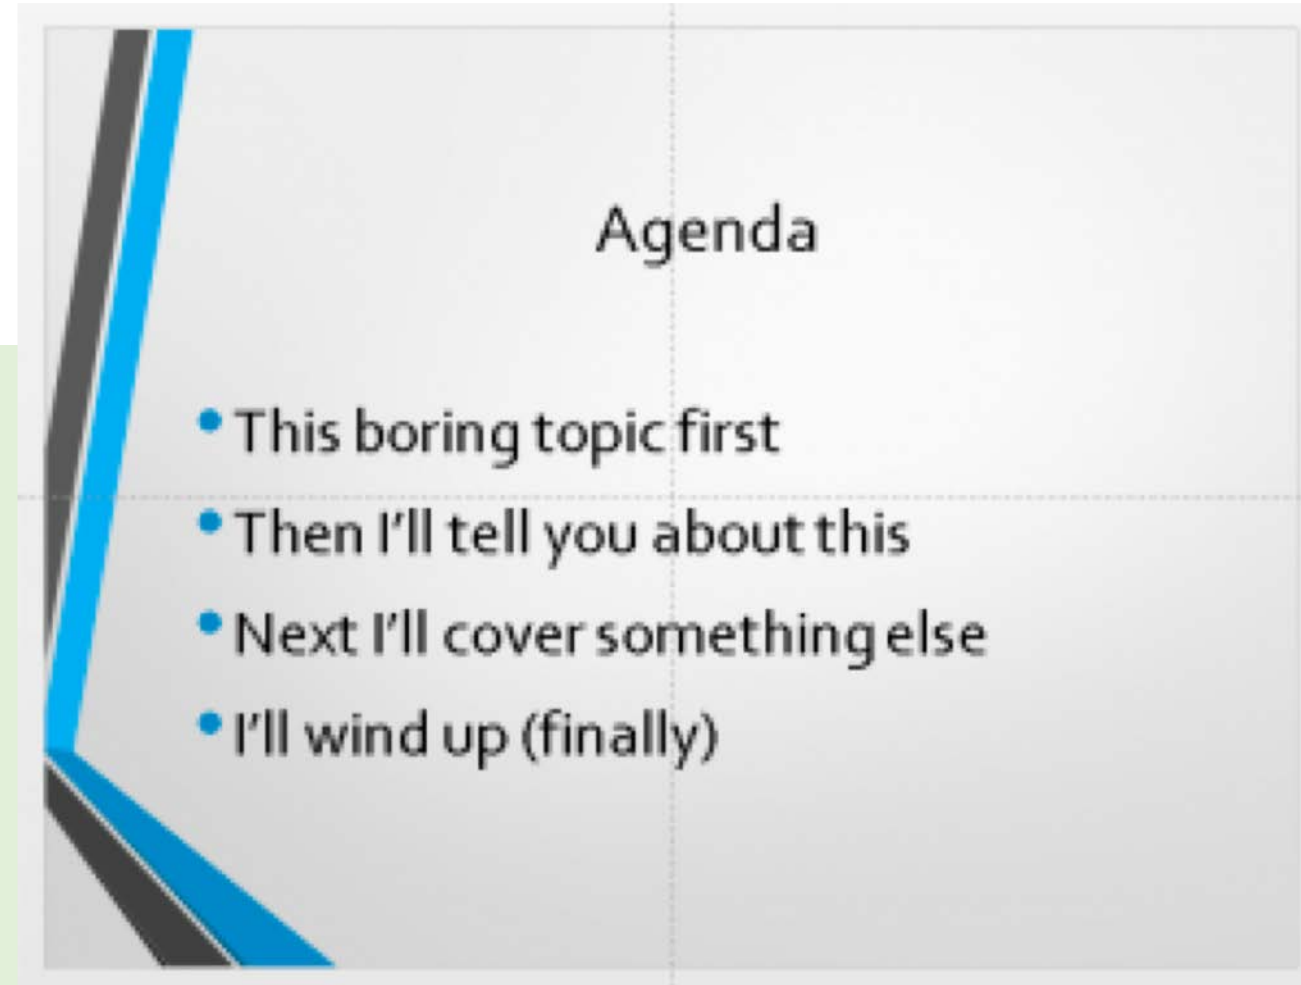 Agenda
This boring topic first
Then I'll tell you about this
Next I'll cover something else
I'll wind up (finally)